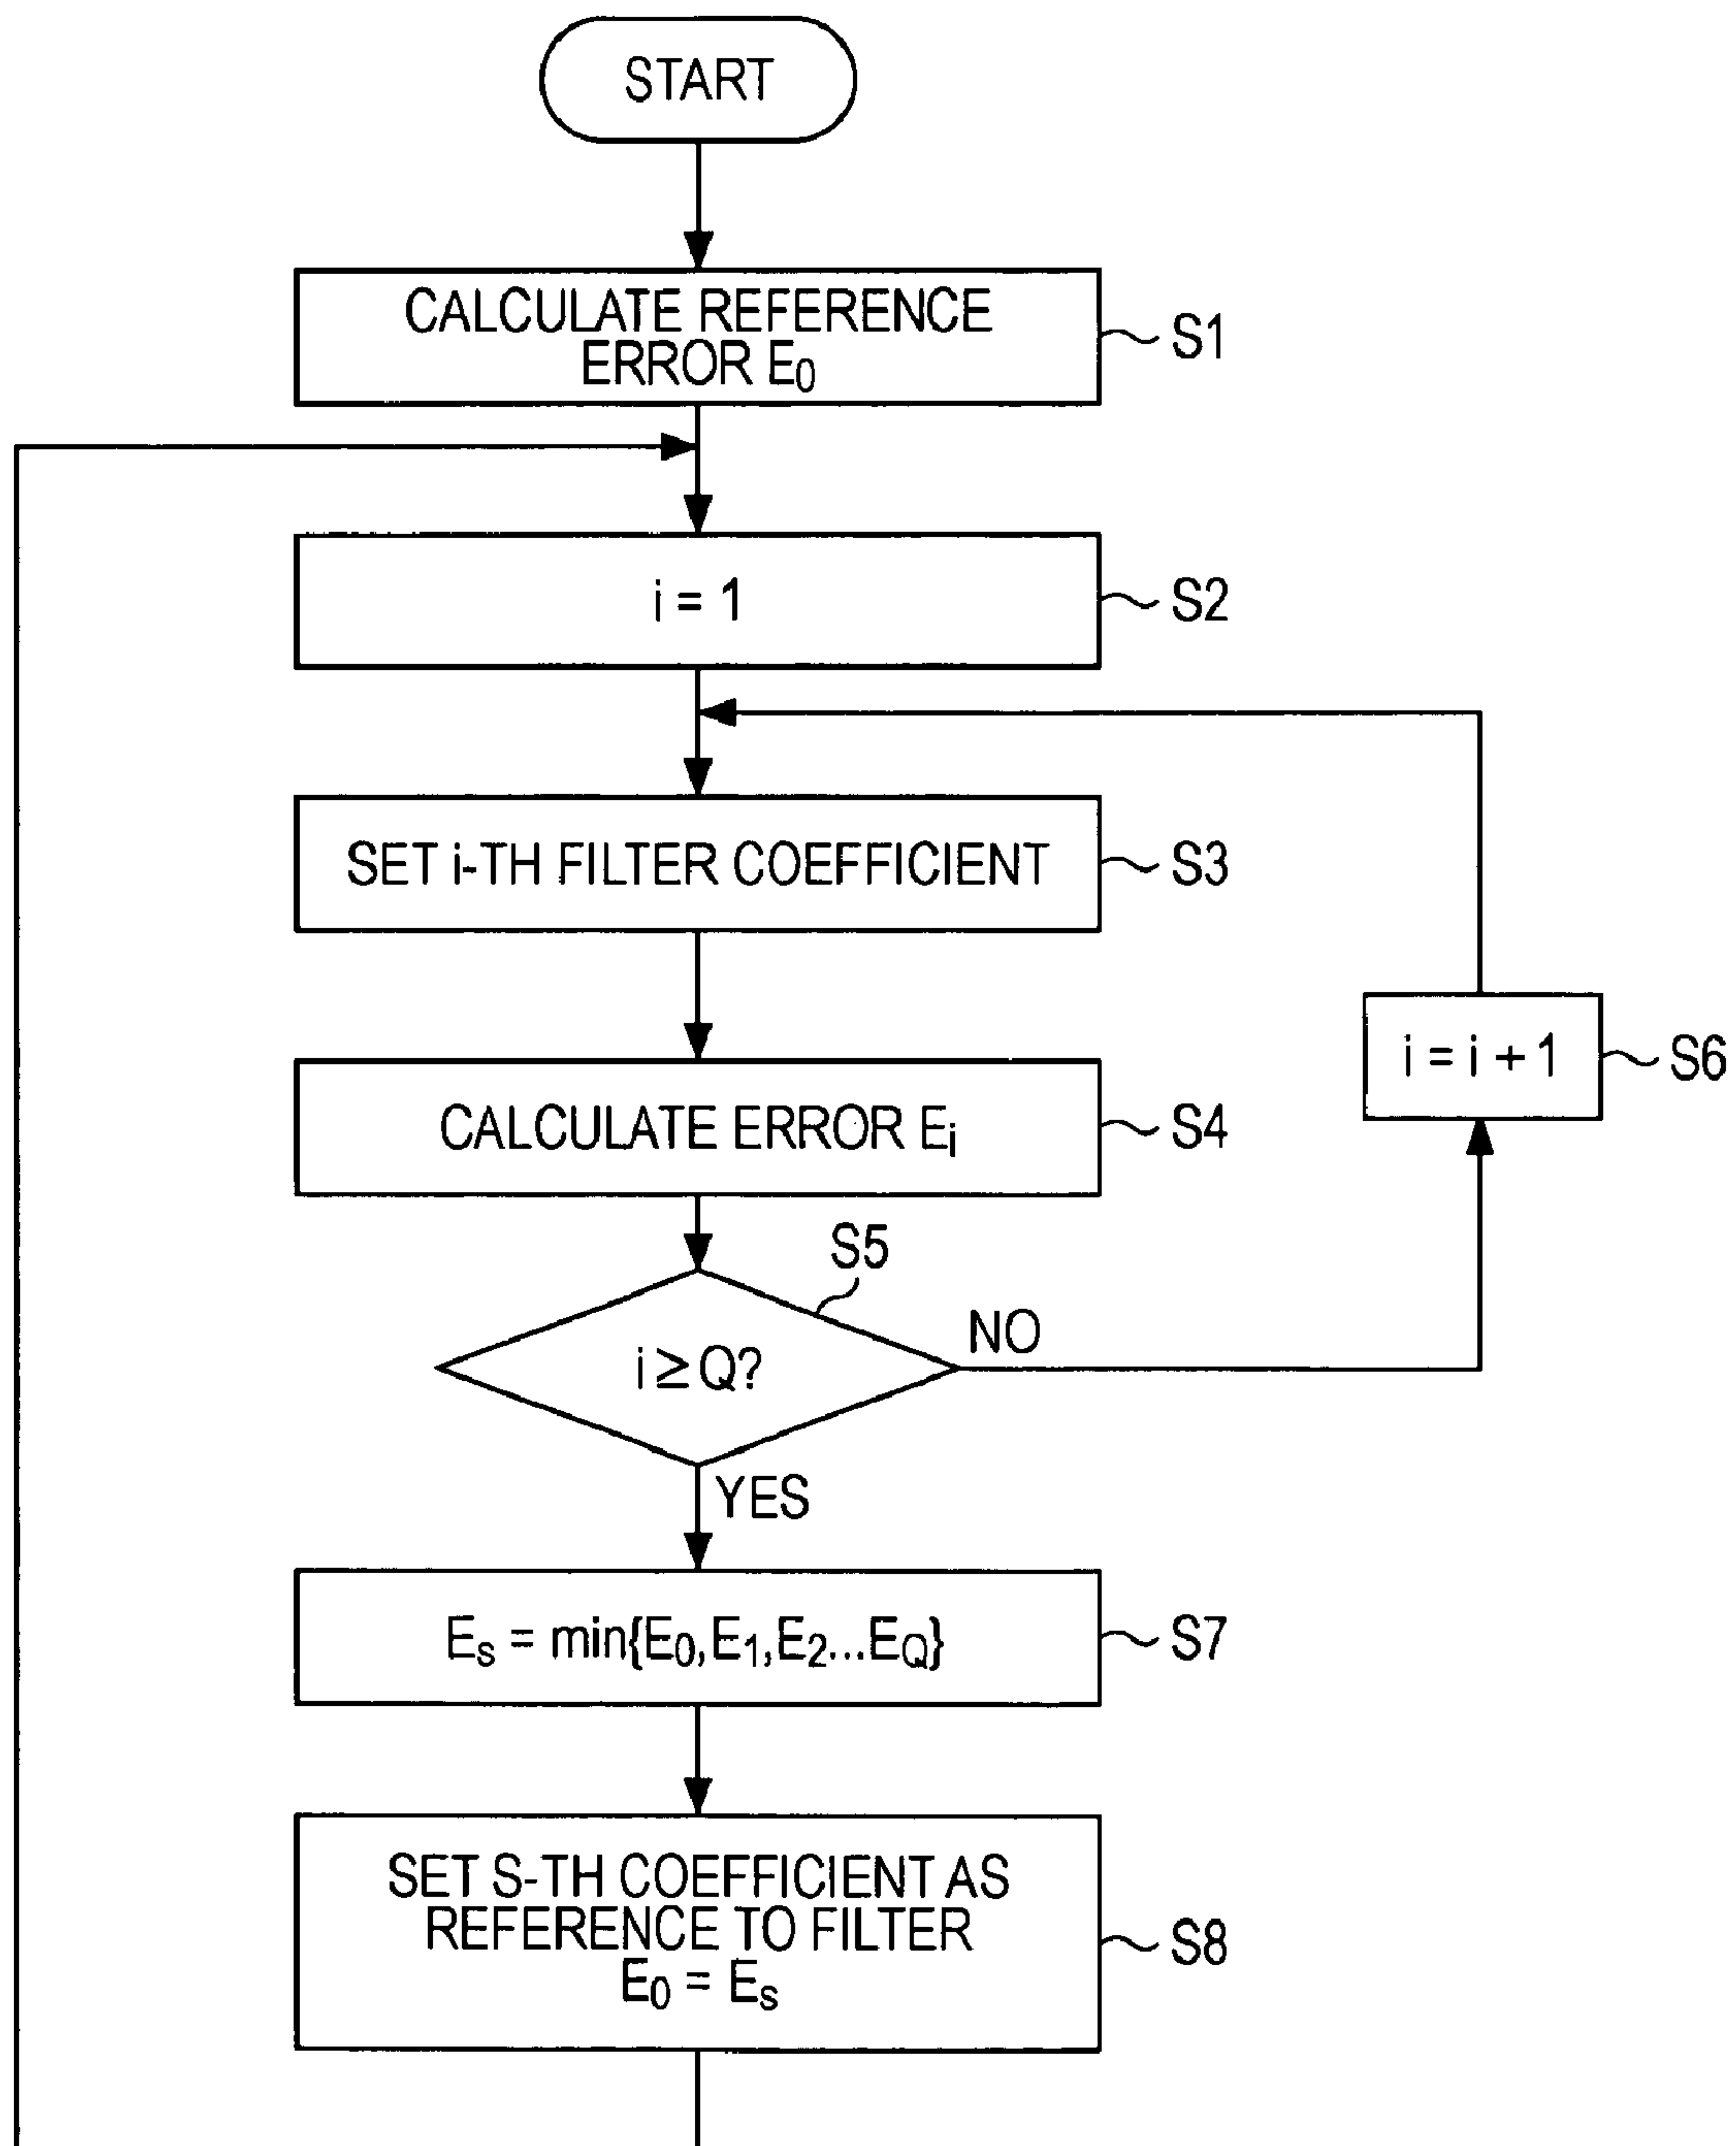 START
CALCULATE REFERENCE
ERROR E₀
S1
i = 1
S2
SET i-TH FILTER COEFFICIENT
S3
i = i + 1
S6
CALCULATE ERROR Eᵢ
S4
S5
i ≥ Q?
NO
YES
Eₛ = min{E₀,E₁,E₂...E_Q}
S7
SET S-TH COEFFICIENT AS
REFERENCE TO FILTER
E₀ = Eₛ
S8